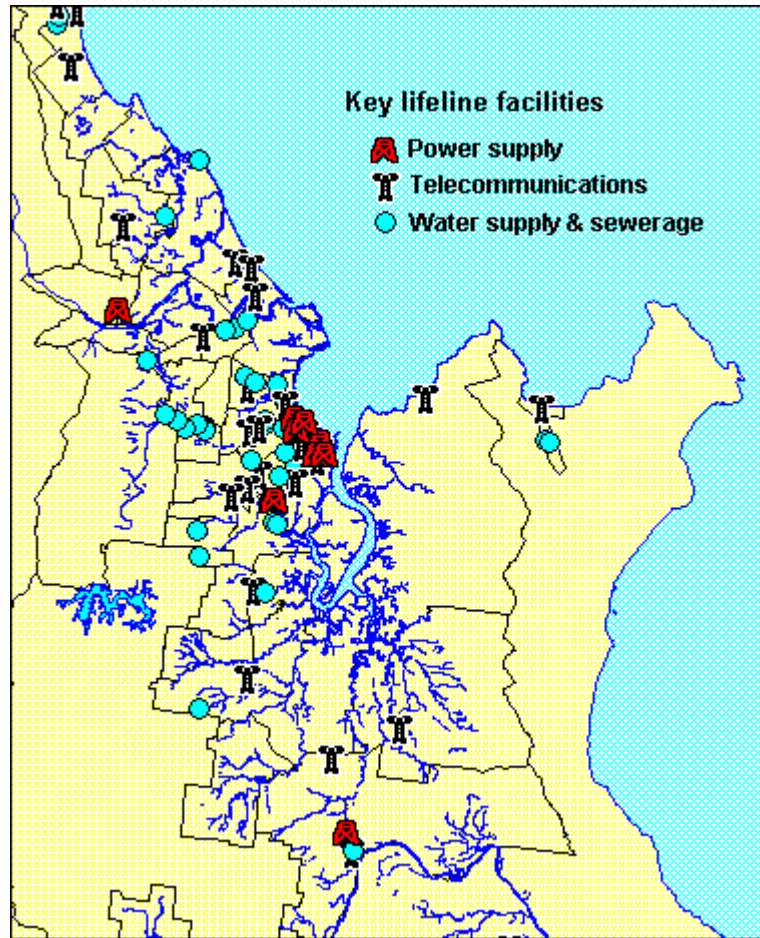 Key lifeline facilities
Power supply
Telecommunications
Water supply & sewerage